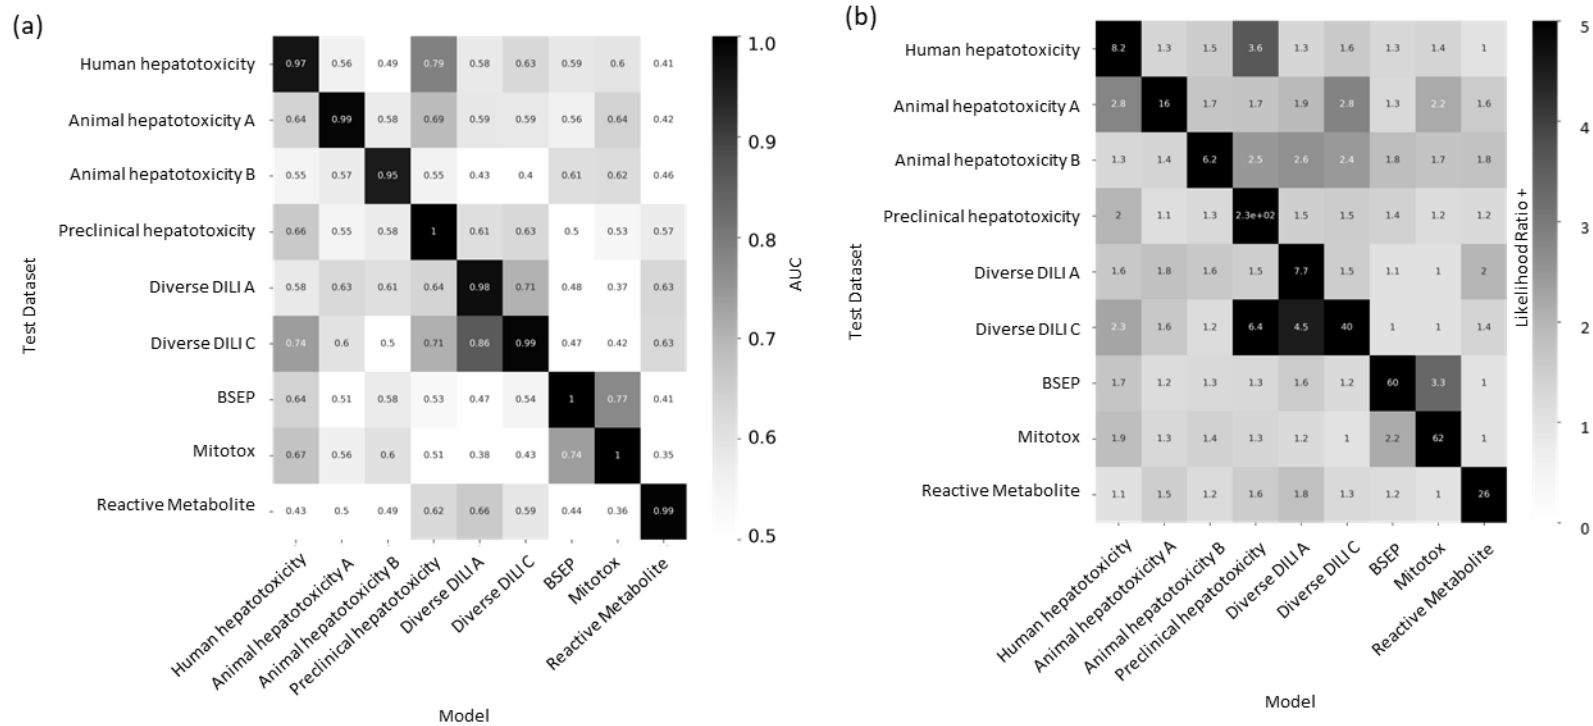 (a)
Human hepatotoxicity 0.97 0.56 0.49 0.79 0.58 0.63 0.59 0.6 0.41
Animal hepatotoxicity A 0.64 0.99 0.58 0.69 0.59 0.59 0.56 0.64 0.42
Animal hepatotoxicity B 0.55 0.57 0.95 0.55 0.43 0.4 0.61 0.62 0.46
Preclinical hepatotoxicity 0.66 0.55 0.58 1 0.61 0.63 0.5 0.53 0.57
Diverse DILI A 0.58 0.63 0.61 0.64 0.98 0.71 0.48 0.37 0.63
Diverse DILI C 0.74 0.6 0.5 0.71 0.86 0.99 0.47 0.42 0.63
BSEP 0.64 0.51 0.58 0.53 0.47 0.54 1 0.77 0.41
Mitotox 0.67 0.56 0.6 0.51 0.38 0.43 0.74 1 0.35
Reactive Metabolite 0.43 0.5 0.49 0.62 0.66 0.59 0.44 0.36 0.99
Test Dataset
Human hepatotoxicity
Animal hepatotoxicity A
Animal hepatotoxicity B
Preclinical hepatotoxicity
Diverse DILI A
Diverse DILI C
BSEP
Mitotox
Reactive Metabolite
Model
1.0
0.9
0.8
0.7
0.6
0.5
AUC
(b)
Human hepatotoxicity 8.2 1.3 1.5 3.6 1.3 1.6 1.3 1.4 1
Animal hepatotoxicity A 2.8 16 1.7 1.7 1.9 2.8 1.3 2.2 1.6
Animal hepatotoxicity B 1.3 1.4 6.2 2.5 2.6 2.4 1.8 1.7 1.8
Preclinical hepatotoxicity 2 1.1 1.3 2.3e+02 1.5 1.5 1.4 1.2 1.2
Diverse DILI A 1.6 1.8 1.6 1.5 7.7 1.5 1.1 1 2
Diverse DILI C 2.3 1.6 1.2 6.4 4.5 40 1 1 1.4
BSEP 1.7 1.2 1.3 1.3 1.6 1.2 60 3.3 1
Mitotox 1.9 1.3 1.4 1.3 1.2 1 2.2 62 1
Reactive Metabolite 1.1 1.5 1.2 1.6 1.8 1.3 1.2 1 26
Test Dataset
Human hepatotoxicity
Animal hepatotoxicity A
Animal hepatotoxicity B
Preclinical hepatotoxicity
Diverse DILI A
Diverse DILI C
BSEP
Mitotox
Reactive Metabolite
Model
5
4
3
2
1
0
Likelihood Ratio +